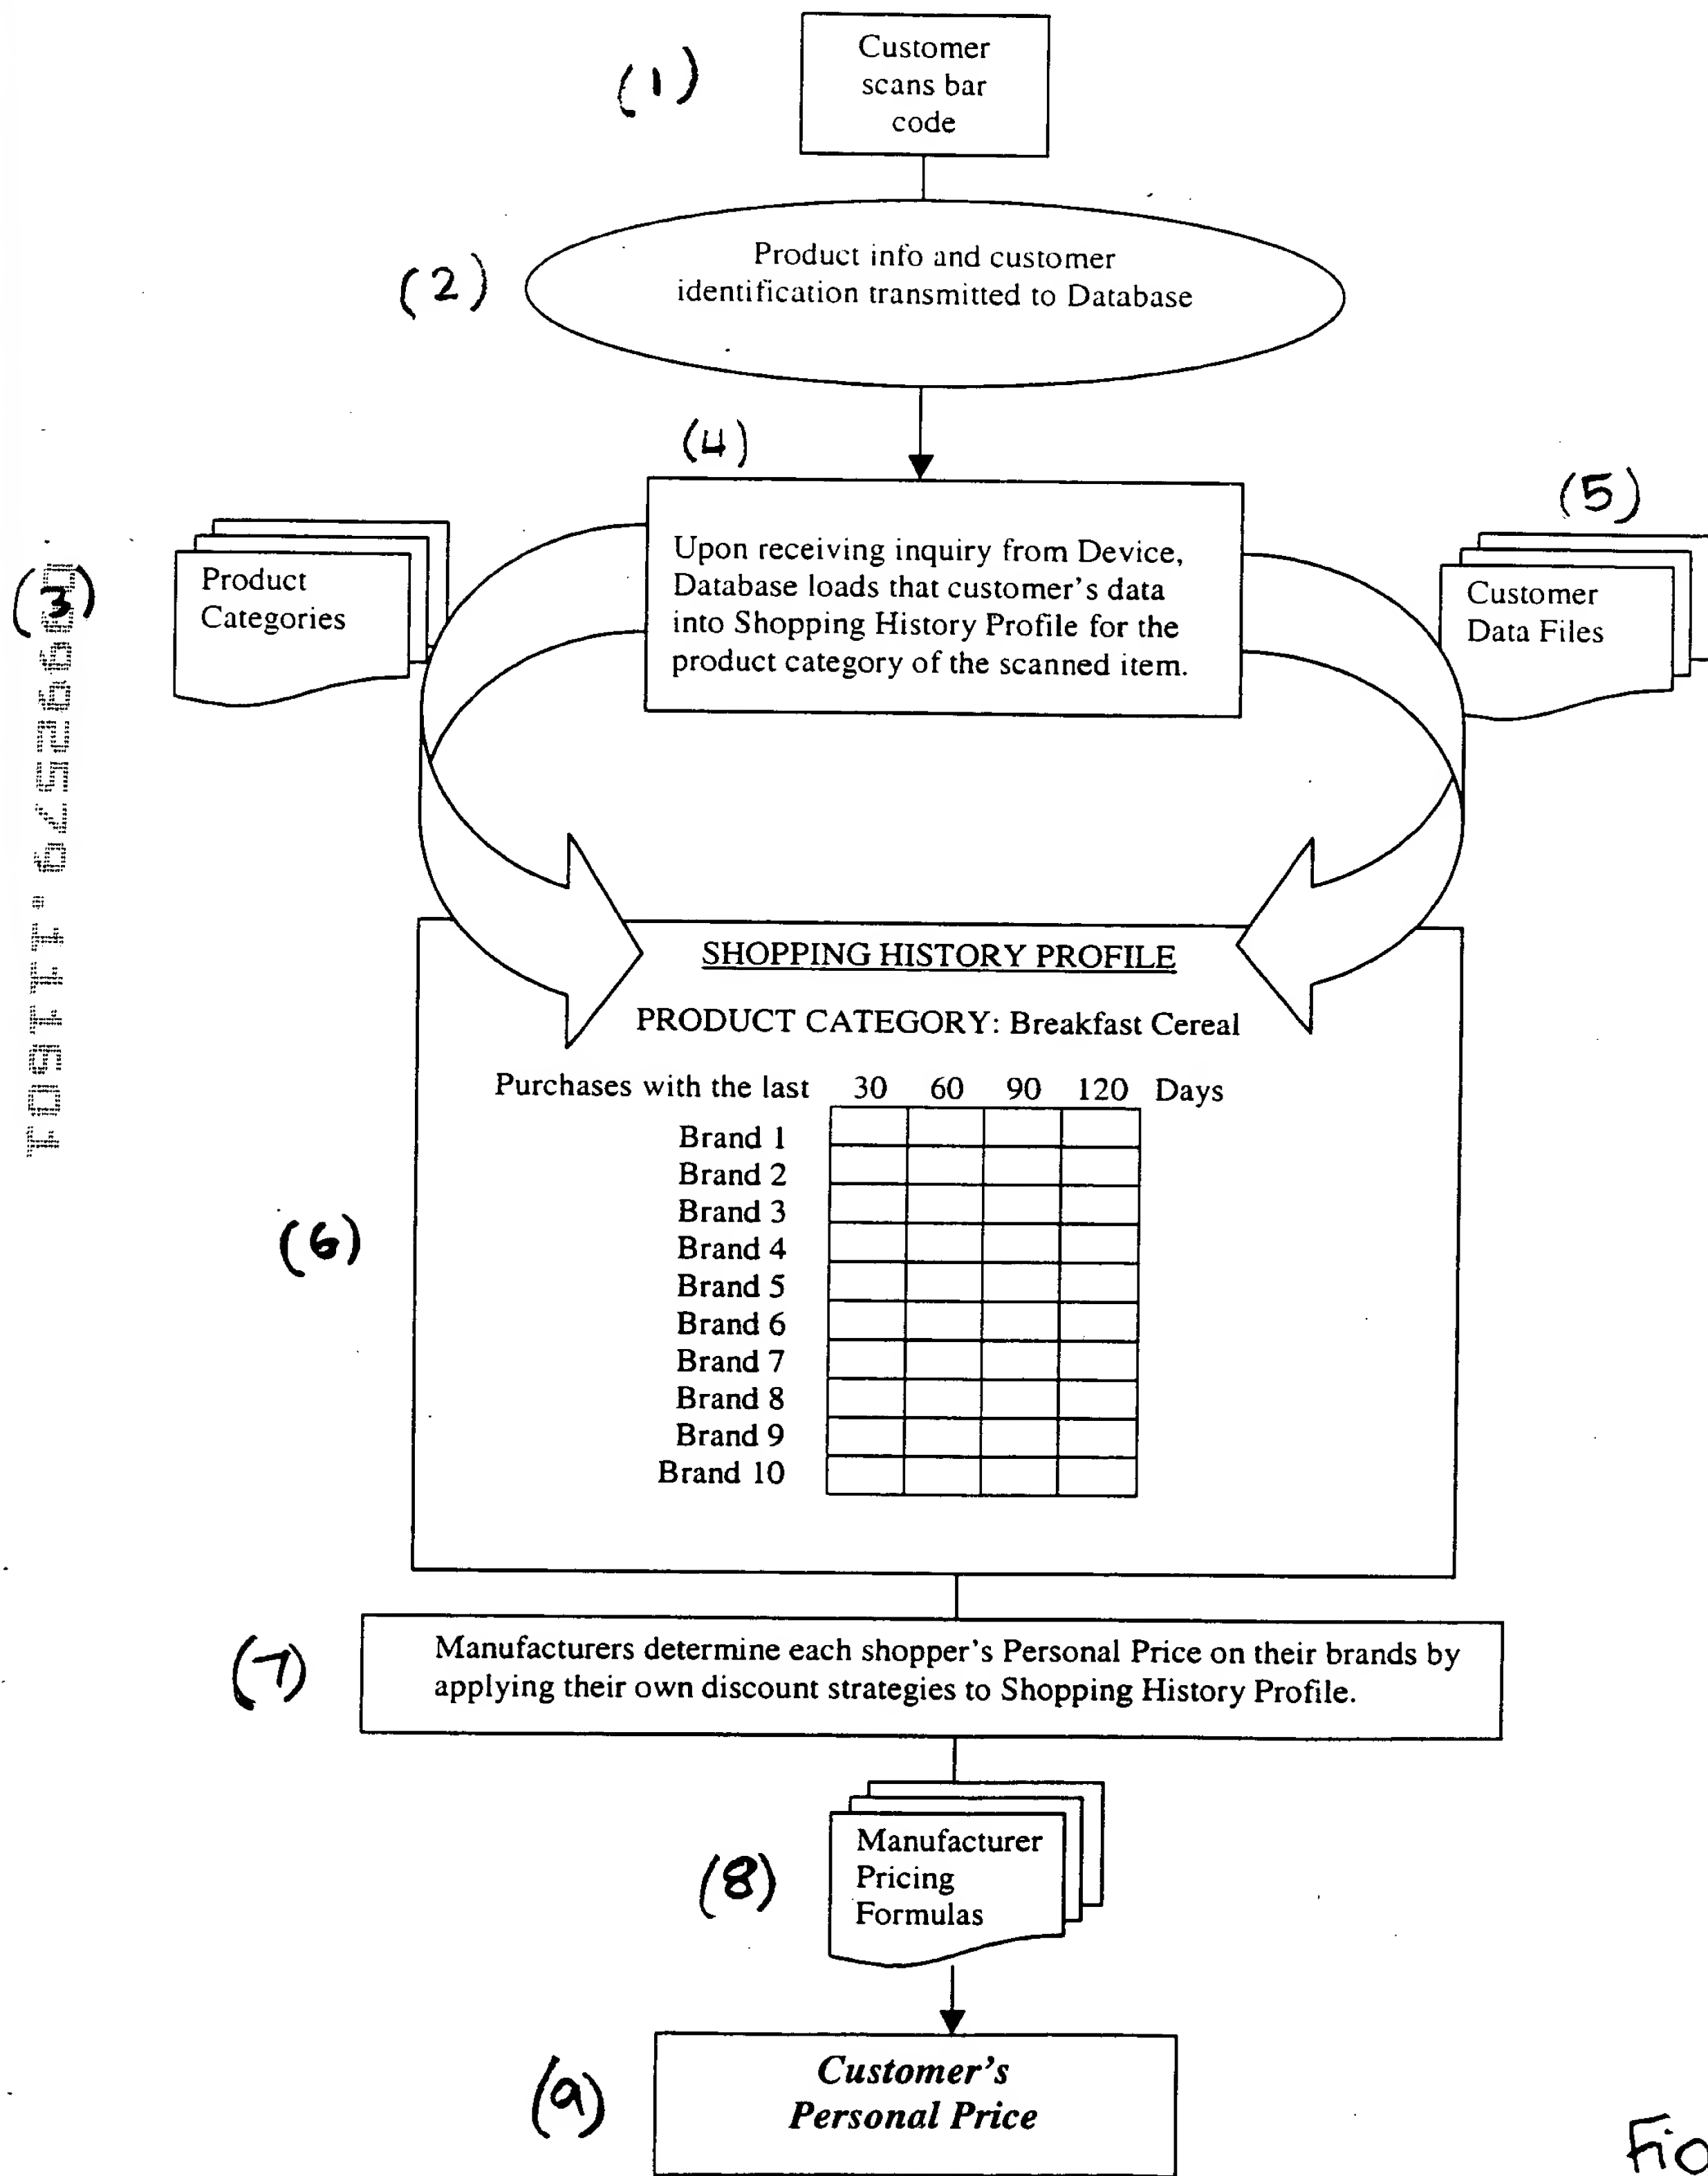 (1)
Customer
scans bar
code
(2)
Product info and customer
identification transmitted to Database
(4)
(5)
Upon receiving inquiry from Device,
Database loads that customer's data
into Shopping History Profile for the
product category of the scanned item.
(3)
Product
Categories
Customer
Data Files
SHOPPING HISTORY PROFILE
PRODUCT CATEGORY: Breakfast Cereal
Purchases with the last 30 60 90 120 Days
Brand 1
Brand 2
Brand 3
Brand 4
Brand 5
Brand 6
Brand 7
Brand 8
Brand 9
Brand 10
(6)
(7)
Manufacturers determine each shopper's Personal Price on their brands by
applying their own discount strategies to Shopping History Profile.
(8)
Manufacturer
Pricing
Formulas
(9)
Customer's
Personal Price